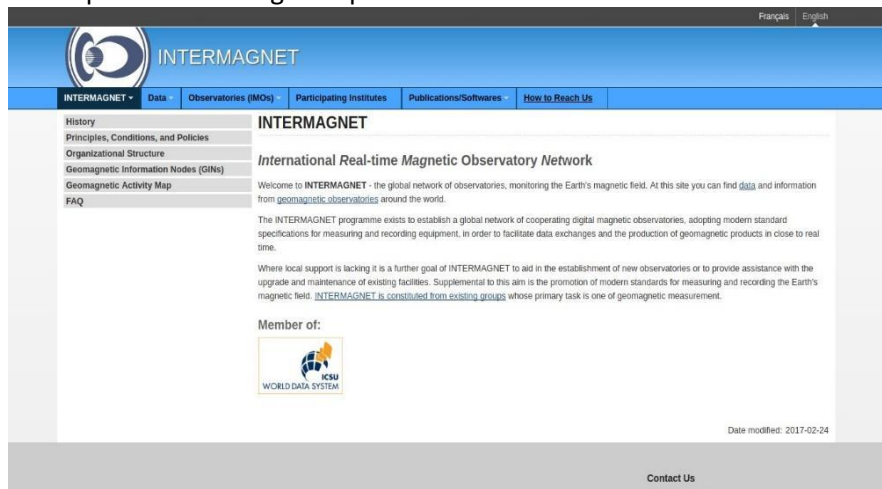 Français English
INTERMAGNET
INTERMAGNET Data Observatories (IMOs) Participating Institutes Publications/Softwares How to Reach Us
History
Principles, Conditions, and Policies
Organizational Structure
Geomagnetic Information Nodes (GINs)
Geomagnetic Activity Map
FAQ
INTERMAGNET
International Real-time Magnetic Observatory Network
Welcome to INTERMAGNET - the global network of observatories, monitoring the Earth's magnetic field. At this site you can find data and information
from geomagnetic observatories around the world.
The INTERMAGNET programme exists to establish a global network of cooperating digital magnetic observatories, adopting modern standard
specifications for measuring and recording equipment, in order to facilitate data exchanges and the production of geomagnetic products in close to real
time.
Where local support is lacking it is a further goal of INTERMAGNET to aid in the establishment of new observatories or to provide assistance with the
upgrade and maintenance of existing facilities. Supplemental to this aim is the promotion of modern standards for measuring and recording the Earth's
magnetic field. INTERMAGNET is constituted from existing groups whose primary task is one of geomagnetic measurement.
Member of:
ICSU
WORLD DATA SYSTEM
Date modified: 2017-02-24
Contact Us